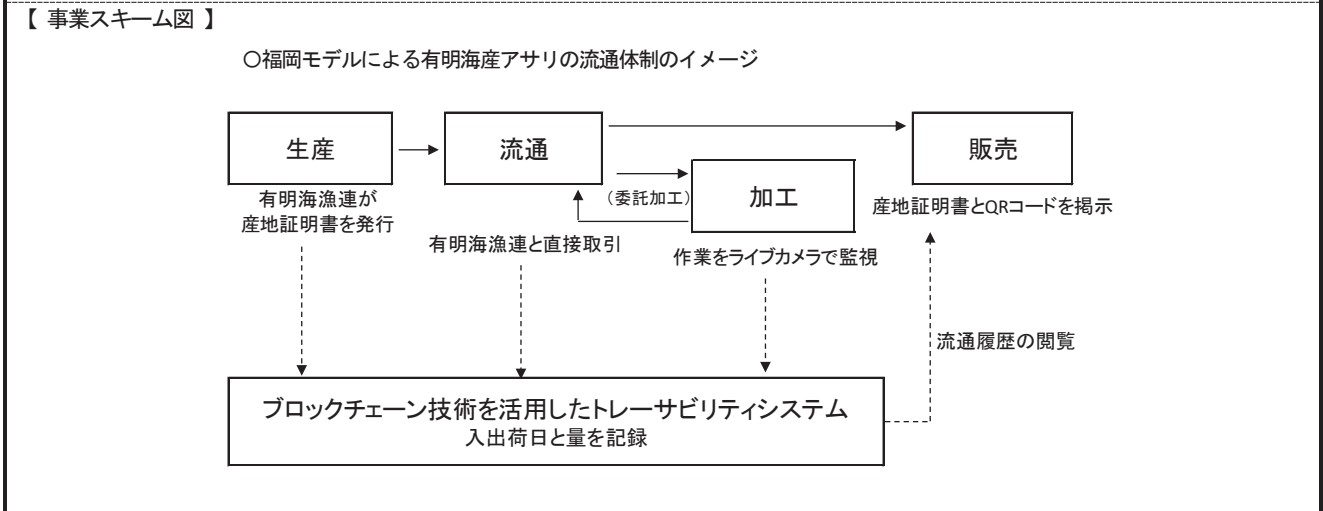 【 事業スキーム図 】
〇福岡モデルによる有明海産アサリの流通体制のイメージ
生産
流通
販売
加工
（委託加工）
有明海漁連が
産地証明書を発行
有明海漁連と直接取引
作業をライブカメラで監視
産地証明書とQRコードを掲示
流通履歴の閲覧
ブロックチェーン技術を活用したトレーサビリティシステム
入出荷日と量を記録